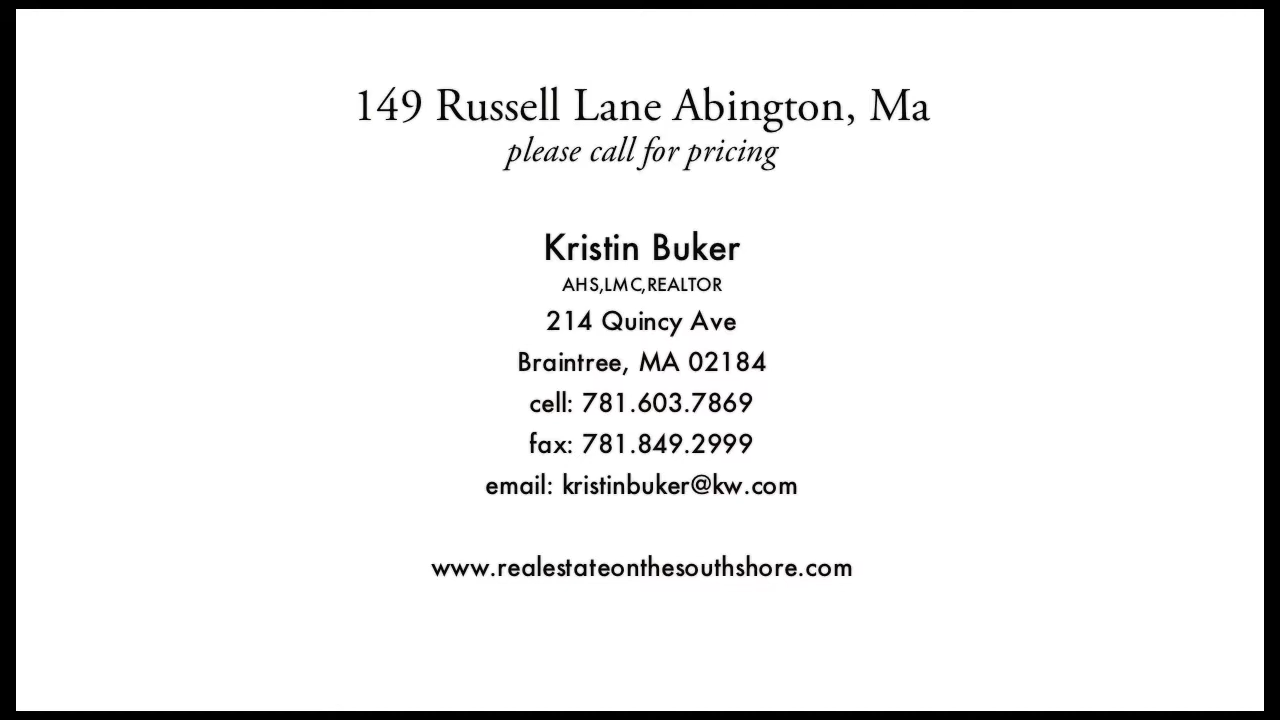 149 Russell Lane Abington, Ma
please call for pricing
Kristin Buker
AHS,LMC,REALTOR
214 Quincy Ave
Braintree, MA 02184
cell: 781.603.7869
fax: 781.849.2999
email: kristinbuker@kw.com
www.realestateonthesouthshore.com